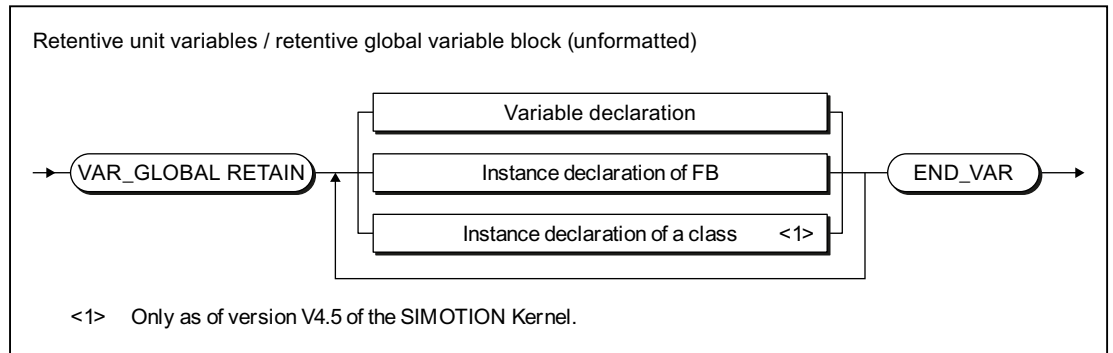 Retentive unit variables / retentive global variable block (unformatted)
Variable declaration
VAR_GLOBAL RETAIN
Instance declaration of FB
END_VAR
Instance declaration of a class <1>
<1> Only as of version V4.5 of the SIMOTION Kernel.